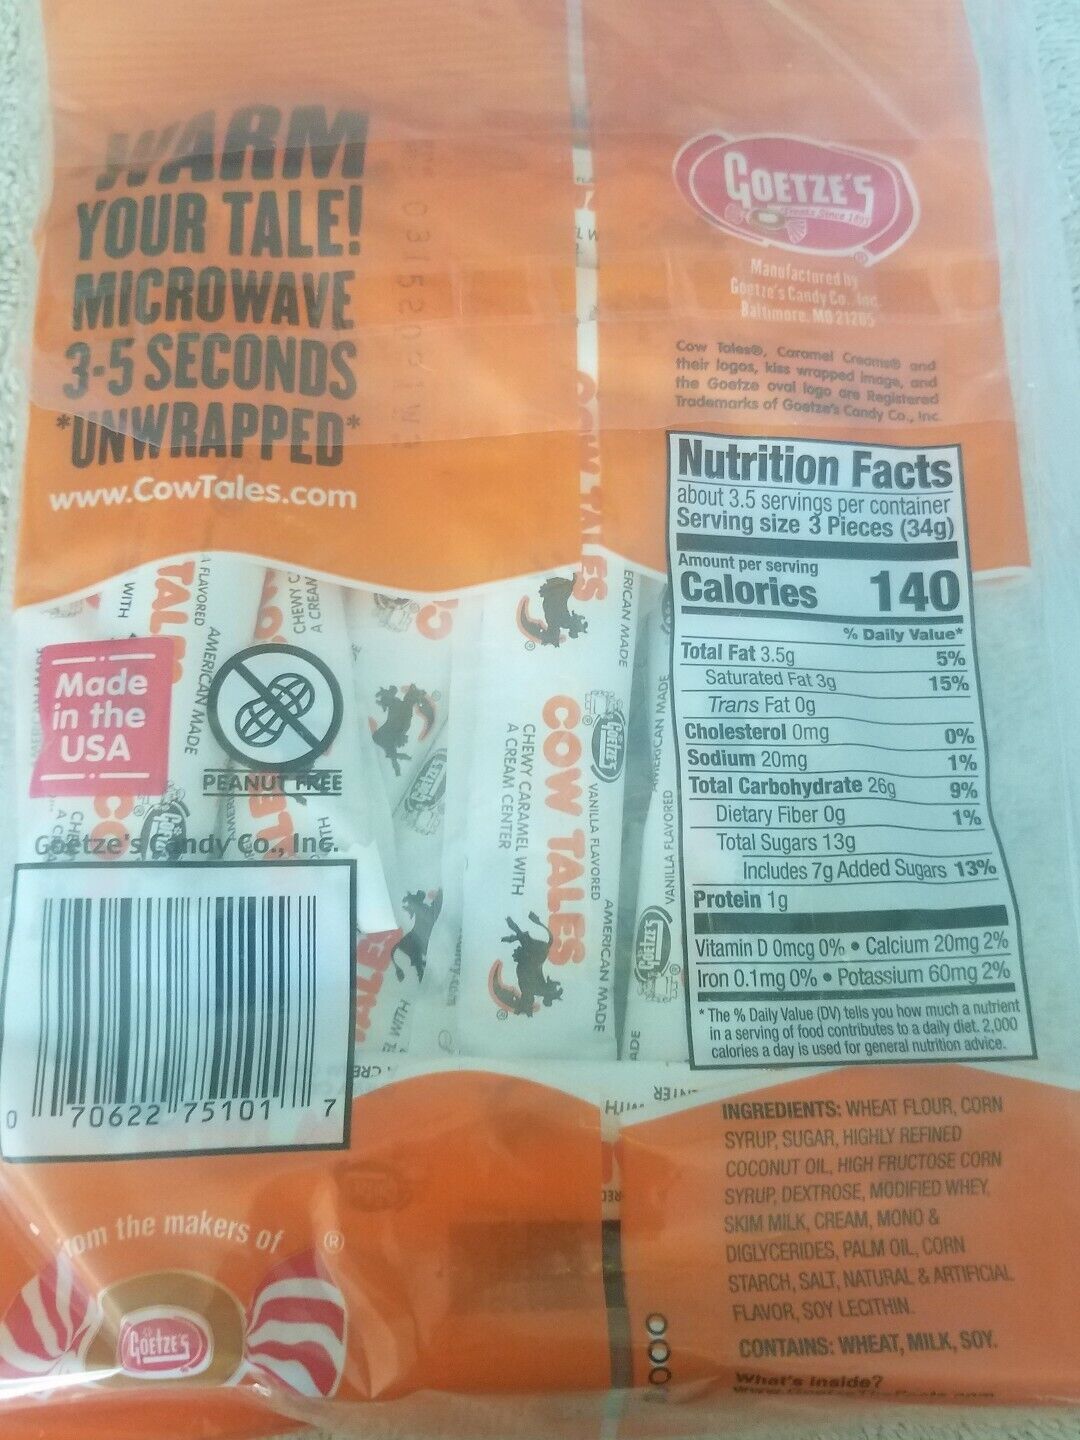 WARM
YOUR TALE!
MICROWAVE
3-5 SECONDS
*UNWRAPPED*
www.CowTales.com
GOETZE'S
Manufactured by
Goetze's Candy Co., Inc.
Baltimore, MD 21205
Cow Tales®, Caramel Creams® and
their logos, kiss wrapped image, and
the Goetze oval logo are Registered
Trademarks of Goetze's Candy Co., Inc.
Nutrition Facts
about 3.5 servings per container
Serving size 3 Pieces (34g)
Amount per serving
Calories 140
% Daily Value*
Total Fat 3.5g 5%
Saturated Fat 3g 15%
Trans Fat 0g
Cholesterol 0mg 0%
Sodium 20mg 1%
Total Carbohydrate 26g 9%
Dietary Fiber 0g 1%
Total Sugars 13g
Includes 7g Added Sugars 13%
Protein 1g
Vitamin D 0mcg 0% • Calcium 20mg 2%
Iron 0.1mg 0% • Potassium 60mg 2%
* The % Daily Value (DV) tells you how much a nutrient
in a serving of food contributes to a daily diet. 2,000
calories a day is used for general nutrition advice.
INGREDIENTS: WHEAT FLOUR, CORN
SYRUP, SUGAR, HIGHLY REFINED
COCONUT OIL, HIGH FRUCTOSE CORN
SYRUP, DEXTROSE, MODIFIED WHEY,
SKIM MILK, CREAM, MONO &
DIGLYCERIDES, PALM OIL, CORN
STARCH, SALT, NATURAL & ARTIFICIAL
FLAVOR, SOY LECITHIN.
CONTAINS: WHEAT, MILK, SOY.
What's Inside?
Made
in the
USA
PEANUT FREE
Goetze's Candy Co., Inc.
0 70622 75101 7
from the makers of
®
GOETZE'S
GOETZE'S
VANILLA FLAVORED
AMERICAN MADE
COW TALES
CHEWY CARAMEL WITH
A CREAM CENTER
VANILLA FLAVORED
AMERICAN MADE
GOETZE'S
AMERICAN MADE